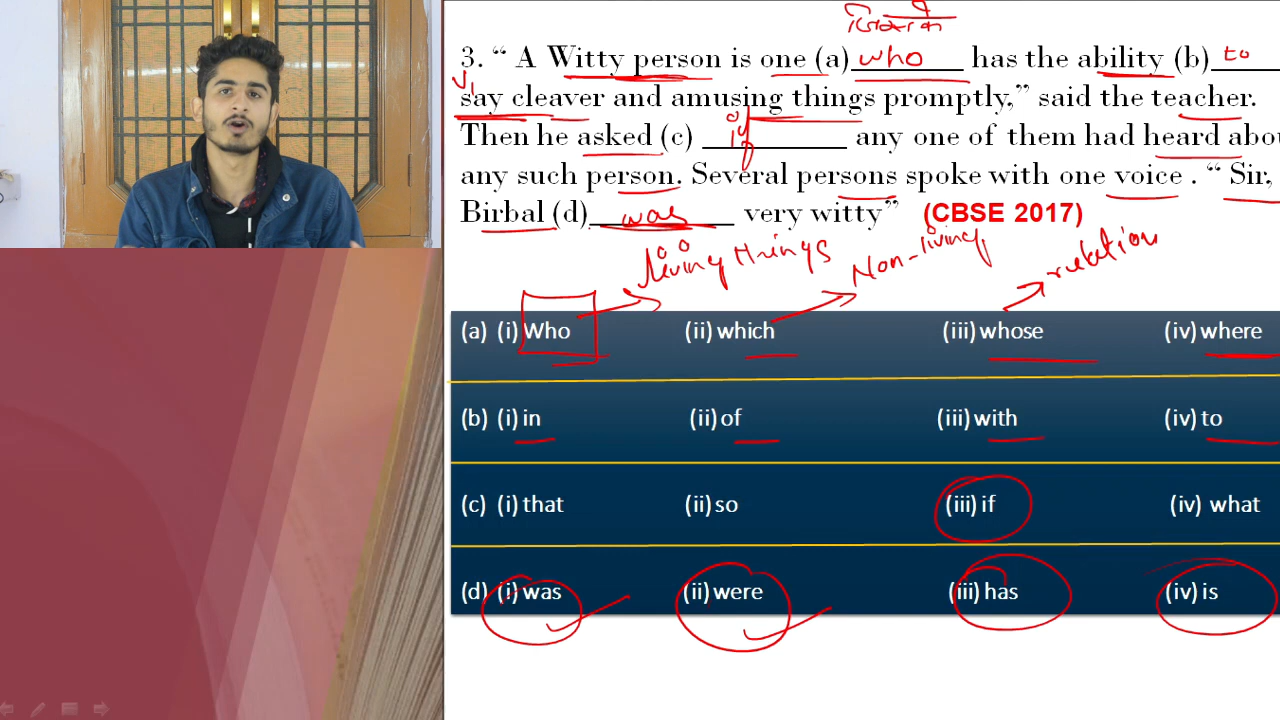 3. “ A Witty person is one (a) who has the ability (b) to
V1
say cleaver and amusing things promptly,” said the teacher.
Then he asked (c) if any one of them had heard abou
any such person. Several persons spoke with one voice . “ Sir,
Birbal (d) was very witty” (CBSE 2017)
living things Non-living relation
(a) (i) Who (ii) which (iii) whose (iv) where
(b) (i) in (ii) of (iii) with (iv) to
(c) (i) that (ii) so (iii) if (iv) what
(d) (i) was (ii) were (iii) has (iv) is